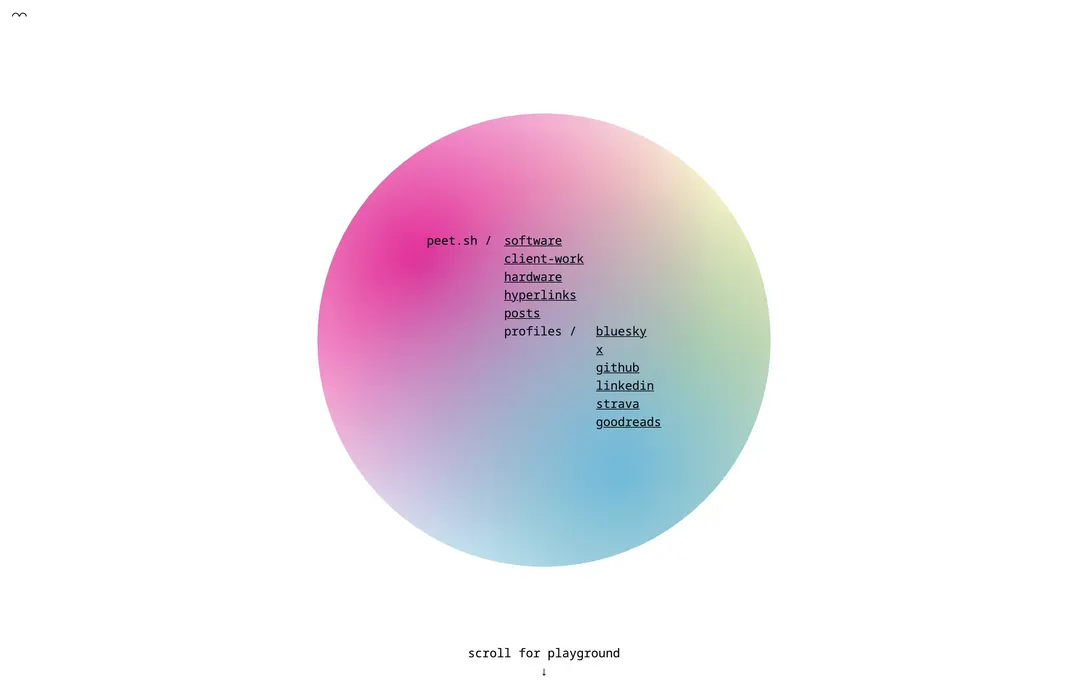 peet.sh / software
client-work
hardware
hyperlinks
posts
profiles / bluesky
x
github
linkedin
strava
goodreads
scroll for playground
↓